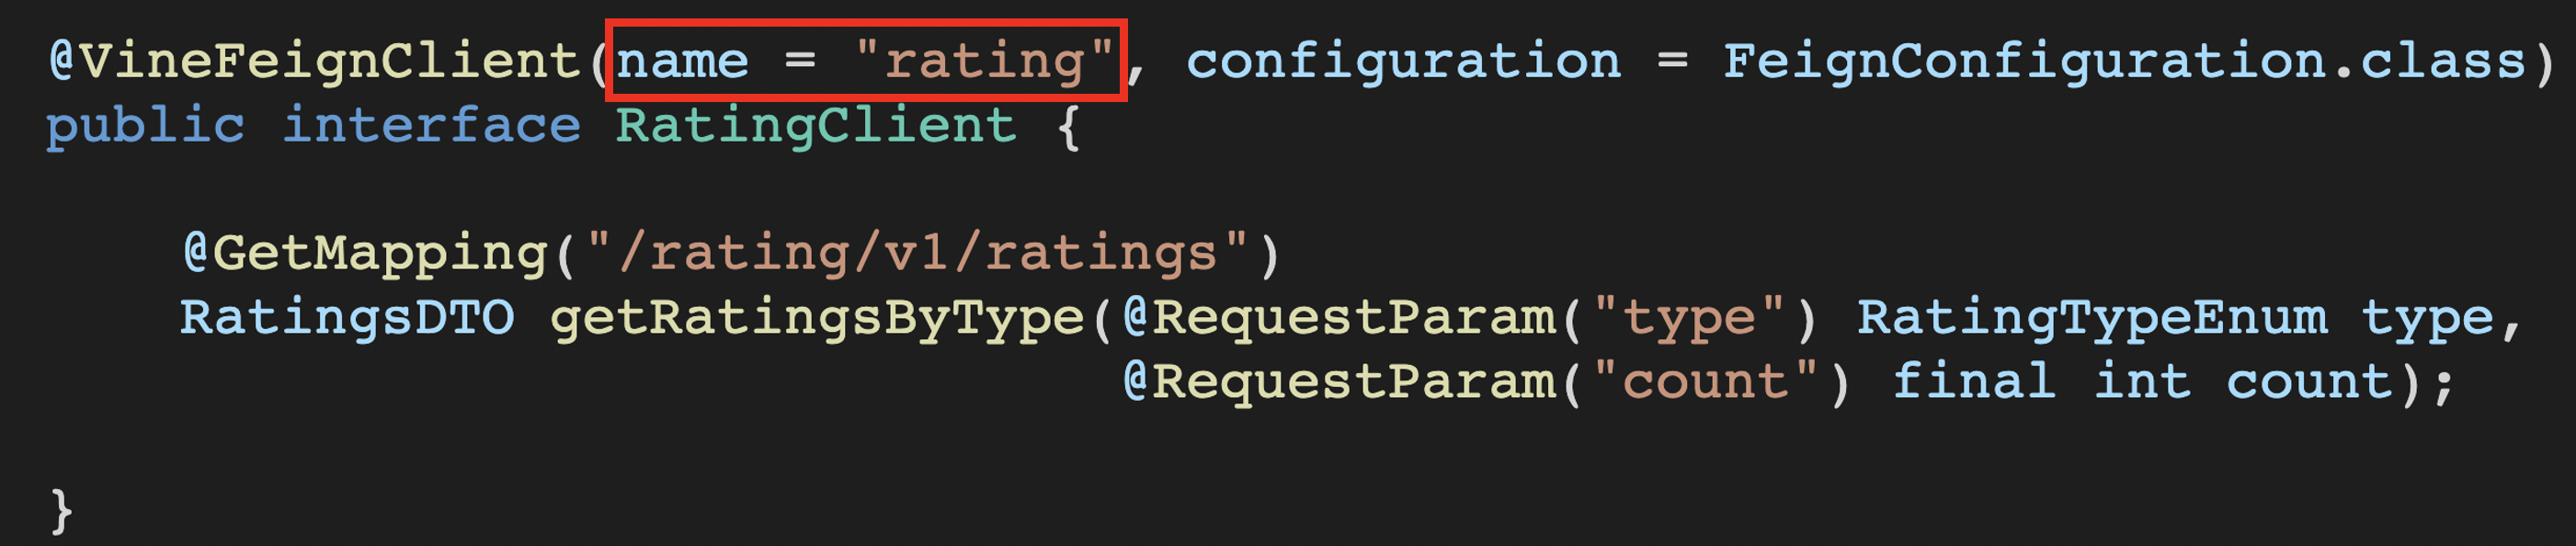 @VineFeignClient(name = "rating", configuration = FeignConfiguration.class)
public interface RatingClient {
@GetMapping("/rating/v1/ratings")
RatingsDTO getRatingsByType(@RequestParam("type") RatingTypeEnum type,
@RequestParam("count") final int count);
}